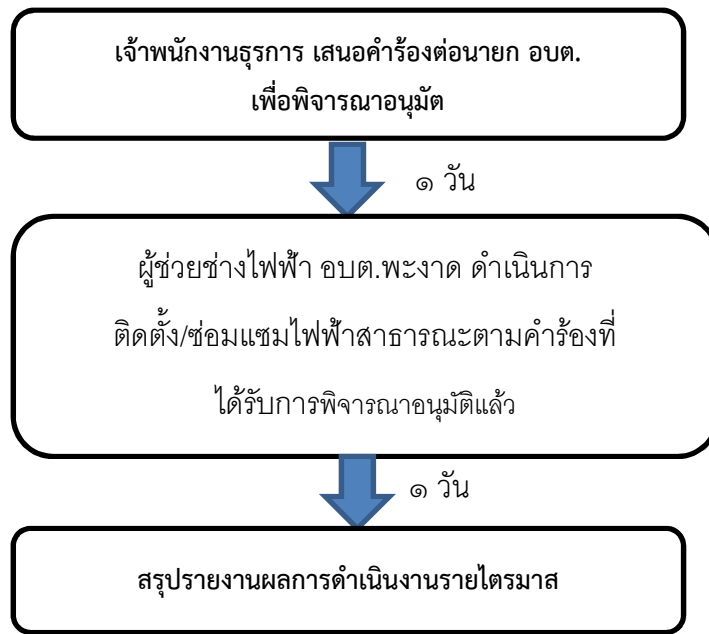 เจ้าพนักงานธุรการ เสนอคำร้องต่อนายก อบต.
เพื่อพิจารณาอนุมัต
๑ วัน
ผู้ช่วยช่างไฟฟ้า อบต.พะงาด ดำเนินการ
ติดตั้ง/ซ่อมแซมไฟฟ้าสาธารณะตามคำร้องที่
ได้รับการพิจารณาอนุมัติแล้ว
๑ วัน
สรุปรายงานผลการดำเนินงานรายไตรมาส